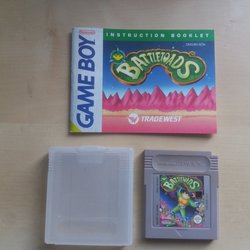 Nintendo
GAME BOY
INSTRUCTION BOOKLET
BATTLETOADS
TRADEWEST
BATTLETOADS